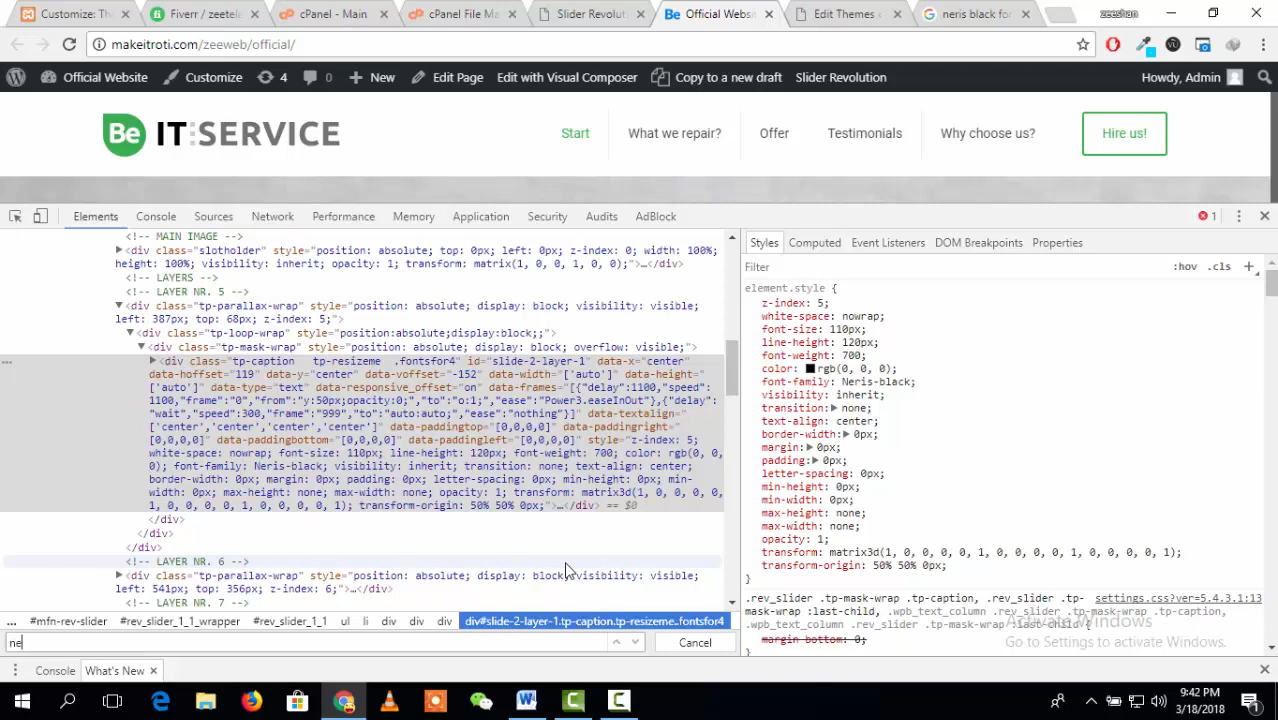 Customize: Th
Fiverr / zeetele
cPanel - Main
cPanel File M
Slider Revolut
Official Websi
Edit Themes
neris black for
zeeshan
makeitroti.com/zeeweb/official/
Official Website
Customize
4
0
New
Edit Page
Edit with Visual Composer
Copy to a new draft
Slider Revolution
Howdy, Admin
Be IT:SERVICE
Start
What we repair?
Offer
Testimonials
Why choose us?
Hire us!
Elements
Console
Sources
Network
Performance
Memory
Application
Security
Audits
AdBlock
1
<!-- MAIN IMAGE -->
<div class="slotholder" style="position: absolute; top: 0px; left: 0px; z-index: 0; width: 100%;
height: 100%; visibility: inherit; opacity: 1; transform: matrix(1, 0, 0, 1, 0, 0);">…</div>
<!-- LAYERS -->
<!-- LAYER NR. 5 -->
<div class="tp-parallax-wrap" style="position: absolute; display: block; visibility: visible;
left: 387px; top: 68px; z-index: 5;">
<div class="tp-loop-wrap" style="position:absolute;display:block;;">
<div class="tp-mask-wrap" style="position: absolute; display: block; overflow: visible;">
<div class="tp-caption   tp-resizeme  .fontsfor4" id="slide-2-layer-1" data-x="center"
data-hoffset="119" data-y="center" data-voffset="-152" data-width="['auto']" data-height="
['auto']" data-type="text" data-responsive_offset="on" data-frames="[{"delay":1100,"speed":
1100,"frame":"0","from":"y:50px;opacity:0;","to":"o:1;","ease":"Power3.easeInOut"},{"delay":
"wait","speed":300,"frame":"999","to":"auto:auto;","ease":"nothing"}]" data-textalign="
['center','center','center','center']" data-paddingtop="[0,0,0,0]" data-paddingright="
[0,0,0,0]" data-paddingbottom="[0,0,0,0]" data-paddingleft="[0,0,0,0]" style="z-index: 5;
white-space: nowrap; font-size: 110px; line-height: 120px; font-weight: 700; color: rgb(0, 0,
0); font-family: Neris-black; visibility: inherit; transition: none; text-align: center;
border-width: 0px; margin: 0px; padding: 0px; letter-spacing: 0px; min-height: 0px; min-
width: 0px; max-height: none; max-width: none; opacity: 1; transform: matrix3d(1, 0, 0, 0, 0,
1, 0, 0, 0, 0, 1, 0, 0, 0, 0, 1); transform-origin: 50% 50% 0px;">…</div> == $0
</div>
</div>
</div>
<!-- LAYER NR. 6 -->
<div class="tp-parallax-wrap" style="position: absolute; display: block; visibility: visible;
left: 541px; top: 356px; z-index: 6;">…</div>
<!-- LAYER NR. 7 -->
...
#mfn-rev-slider
#rev_slider_1_1_wrapper
#rev_slider_1_1
ul
li
div
div
div
div#slide-2-layer-1.tp-caption.tp-resizeme..fontsfor4
ne
Cancel
Console
What's New
Styles
Computed
Event Listeners
DOM Breakpoints
Properties
Filter
:hov
.cls
element.style {
z-index: 5;
white-space: nowrap;
font-size: 110px;
line-height: 120px;
font-weight: 700;
color: rgb(0, 0, 0);
font-family: Neris-black;
visibility: inherit;
transition: none;
text-align: center;
border-width: 0px;
margin: 0px;
padding: 0px;
letter-spacing: 0px;
min-height: 0px;
min-width: 0px;
max-height: none;
max-width: none;
opacity: 1;
transform: matrix3d(1, 0, 0, 0, 0, 1, 0, 0, 0, 0, 1, 0, 0, 0, 0, 1);
transform-origin: 50% 50% 0px;
}
.rev_slider .tp-mask-wrap .tp-caption, .rev_slider .tp-
settings.css?ver=5.4.3.1:13
mask-wrap :last-child, .wpb_text_column .rev_slider .tp-mask-wrap .tp-caption,
.wpb_text_column .rev_slider .tp-mask-wrap :last-child {
margin-bottom: 0;
Activate Windows
Go to Settings to activate Windows.
9:42 PM
3/18/2018
1